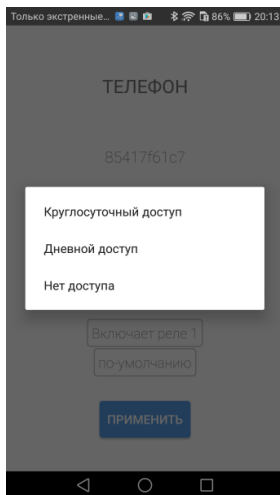 Только экстренные... 86% 20:13
ТЕЛЕФОН
85417f61c7
Круглосуточный доступ
Дневной доступ
Нет доступа
Включает реле 1
по-умолчанию
ПРИМЕНИТЬ